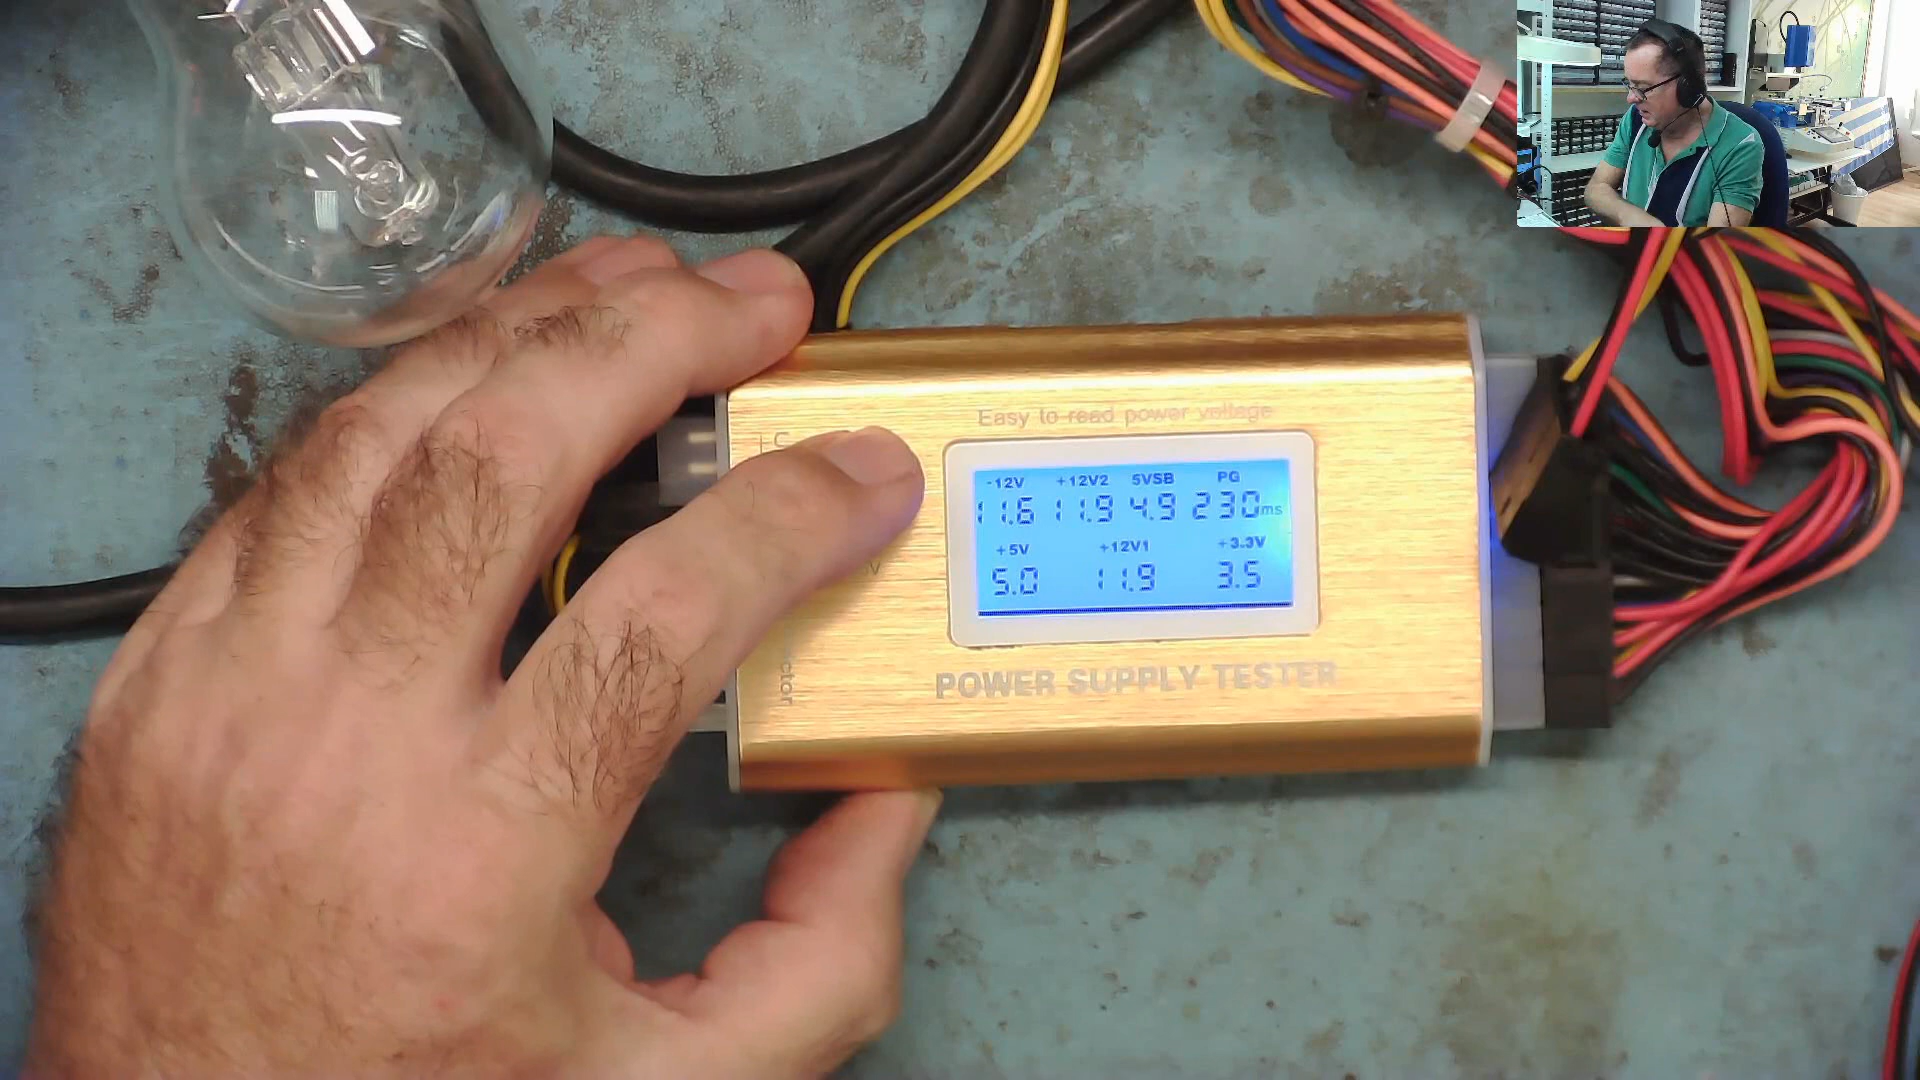 Easy to read power voltage
-12V +12V2 5VSB PG
11.6 11.9 4.9 230ms
+5V +12V1 +3.3V
5.0 11.9 3.5
POWER SUPPLY TESTER